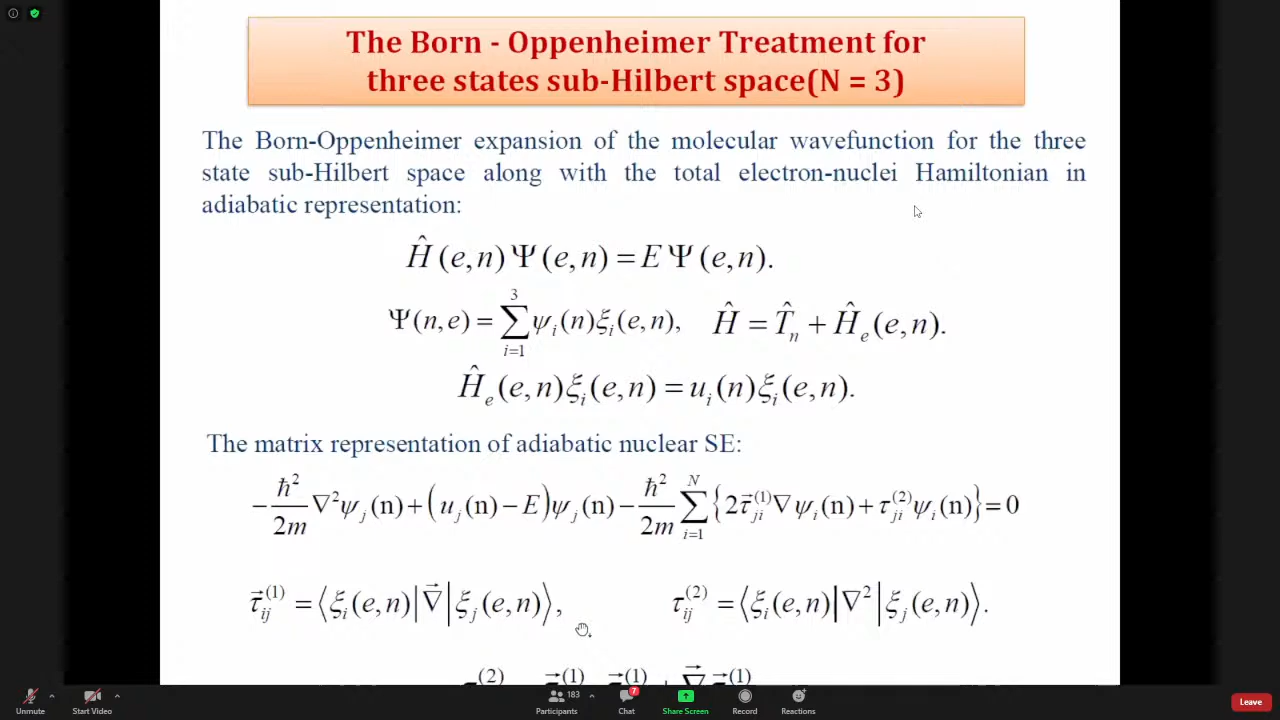 The Born - Oppenheimer Treatment for
three states sub-Hilbert space(N = 3)
The Born-Oppenheimer expansion of the molecular wavefunction for the three
state sub-Hilbert space along with the total electron-nuclei Hamiltonian in
adiabatic representation:
Ĥ (e,n) Ψ (e,n) = E Ψ (e,n).
Ψ(n,e) = ∑_{i=1}^{3} ψ_i(n)ξ_i(e,n), Ĥ = T̂_n + Ĥ_e(e,n).
Ĥ_e(e,n)ξ_i(e,n) = u_i(n)ξ_i(e,n).
The matrix representation of adiabatic nuclear SE:
-ℏ²/2m ∇²ψ_j(n) + (u_j(n) - E)ψ_j(n) - ℏ²/2m ∑_{i=1}^{N} {2τ⃗_{ji}^{(1)}∇ψ_i(n) + τ_{ji}^{(2)}ψ_i(n)} = 0
τ⃗_{ij}^{(1)} = ⟨ξ_i(e,n)|∇⃗|ξ_j(e,n)⟩, τ_{ij}^{(2)} = ⟨ξ_i(e,n)|∇²|ξ_j(e,n)⟩.
Unmute
Start Video
183
Participants
7
Chat
Share Screen
Record
Reactions
Leave